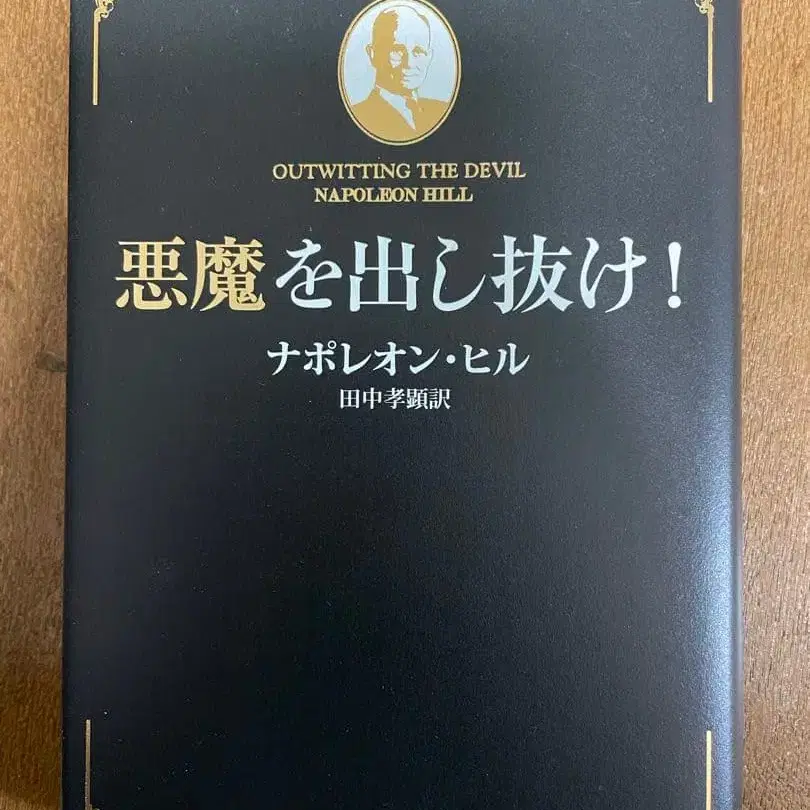 OUTWITTING THE DEVIL
NAPOLEON HILL
悪魔を出し抜け!
ナポレオン・ヒル
田中孝顕訳